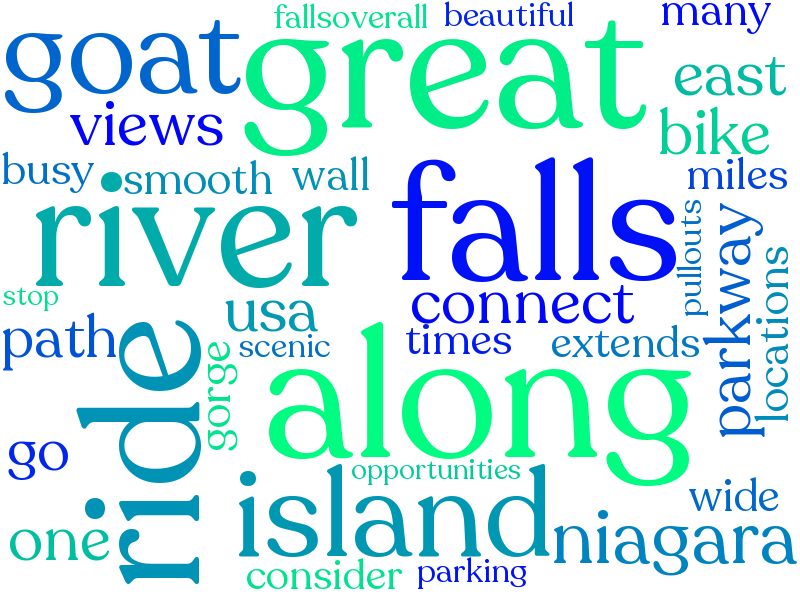 fallsoverall
beautiful
many
goat
great
east
views
bike
busy
smooth
wall
miles
river
falls
pullouts
parkway
locations
stop
usa
connect
path
scenic
times
extends
ride
gorge
along
go
opportunities
island
wide
one
niagara
consider
parking